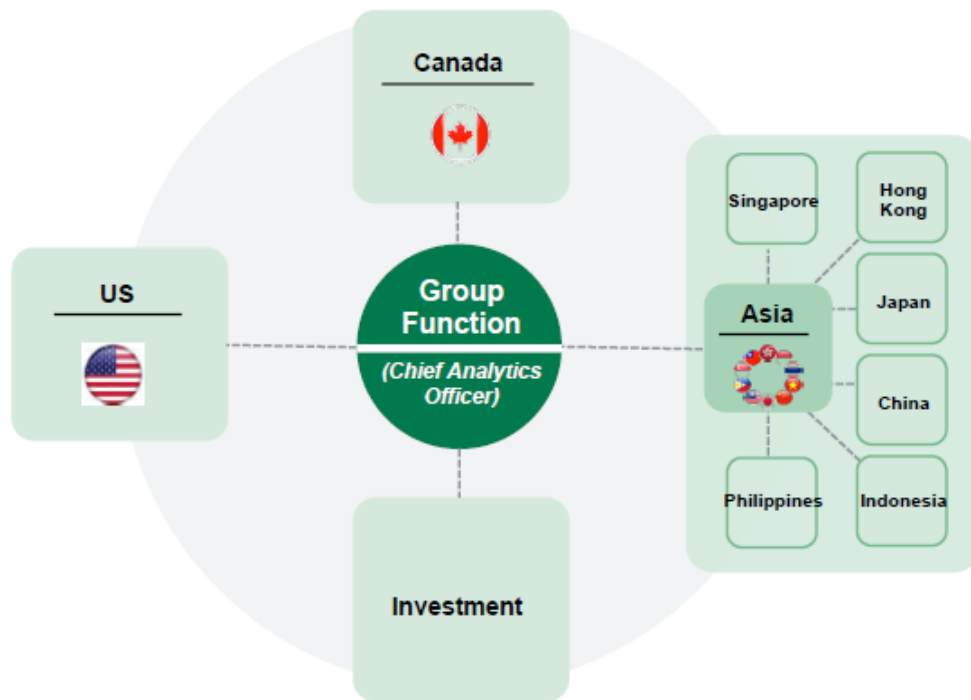 Canada
Singapore
Hong
Kong
US
Group
Function
(Chief Analytics
Officer)
Asia
Japan
China
Philippines
Indonesia
Investment